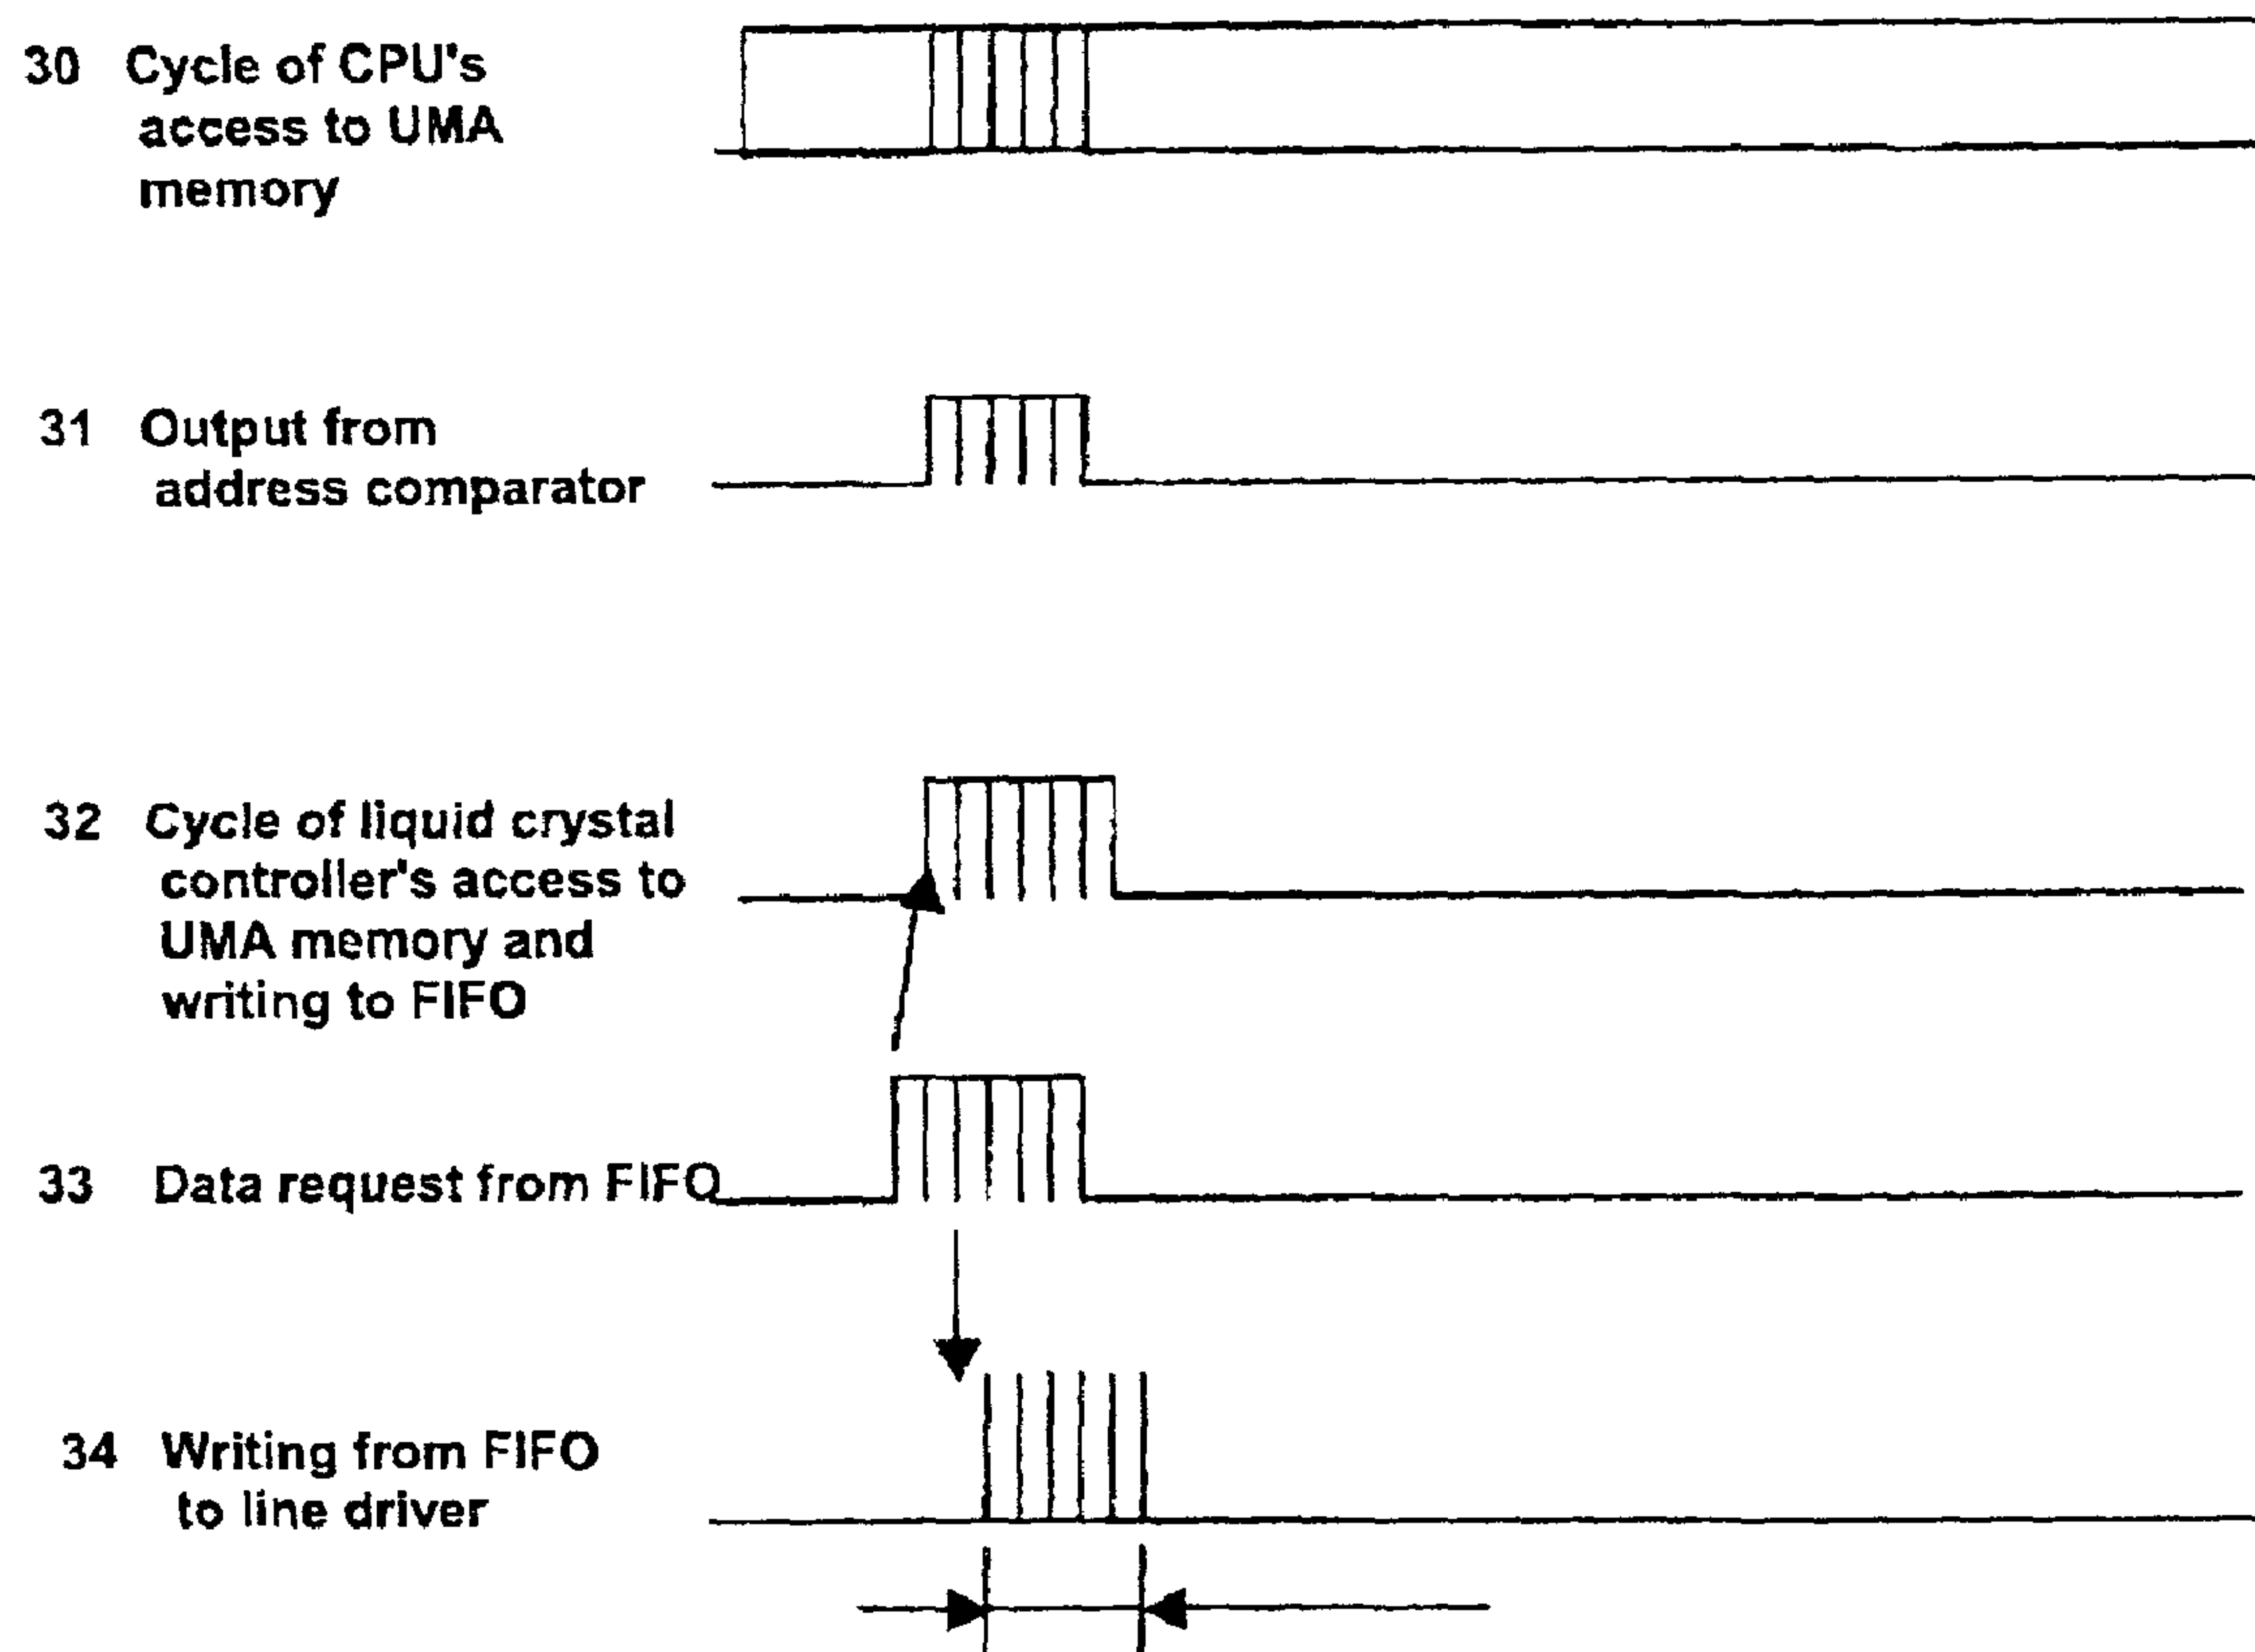 30 Cycle of CPU's
access to UMA
memory
31 Output from
address comparator
32 Cycle of liquid crystal
controller's access to
UMA memory and
writing to FIFO
33 Data request from FIFO
34 Writing from FIFO
to line driver